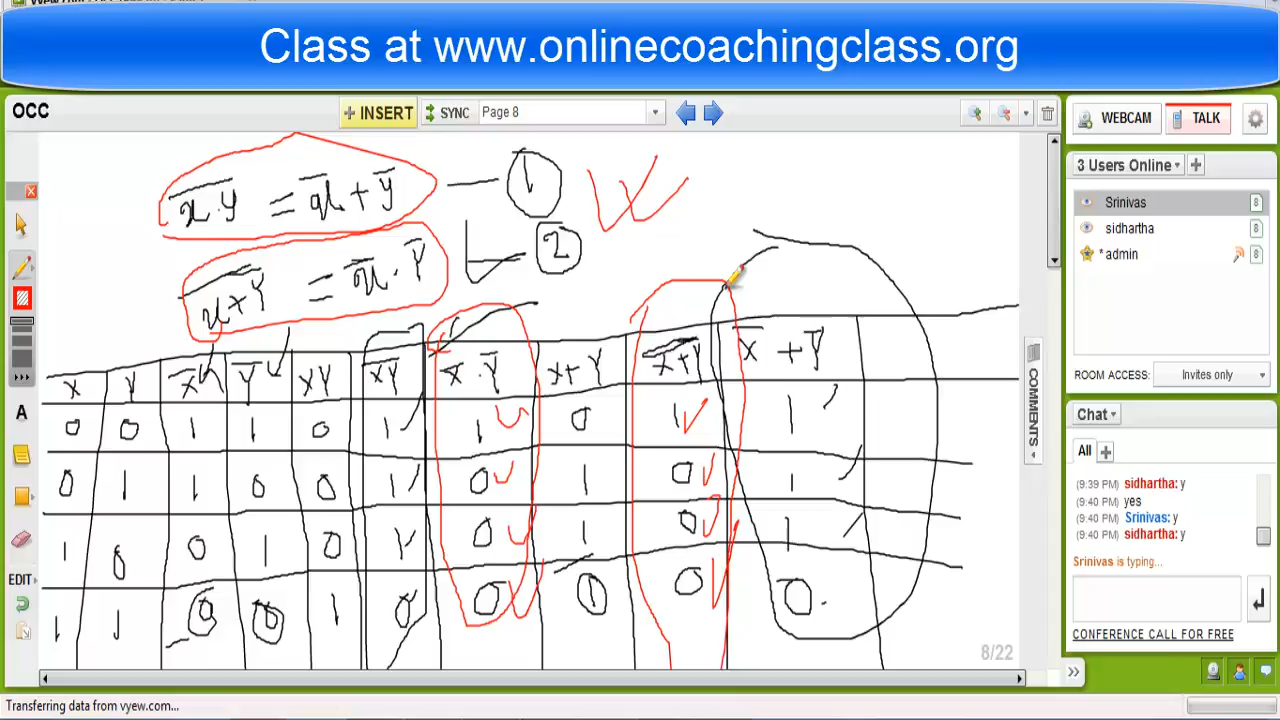 Class at www.onlinecoachingclass.org
OCC
INSERT
SYNC
Page 8
WEBCAM
TALK
3 Users Online
Srinivas 8
sidhartha 8
* admin 8
ROOM ACCESS: Invites only
COMMENTS
Chat
All
(9:39 PM) sidhartha: y
(9:40 PM) yes
(9:40 PM) Srinivas: y
(9:40 PM) sidhartha: y
Srinivas is typing...
CONFERENCE CALL FOR FREE
A
EDIT
x̅.̅y̅ = x̅ + y̅ — 1
x̅+̅y̅ = x̅ . y̅ — 2
x y x̅ y̅ xy x̅y̅ x̅ . y̅ x+y x̅+̅y̅ x̅ + y̅
0 0 1 1 0 1 1 0 1 1
0 1 1 0 0 1 0 1 0 1
1 0 0 1 0 1 0 1 0 1
1 1 0 0 1 0 0 1 0 0
8/22
Transferring data from vyew.com...